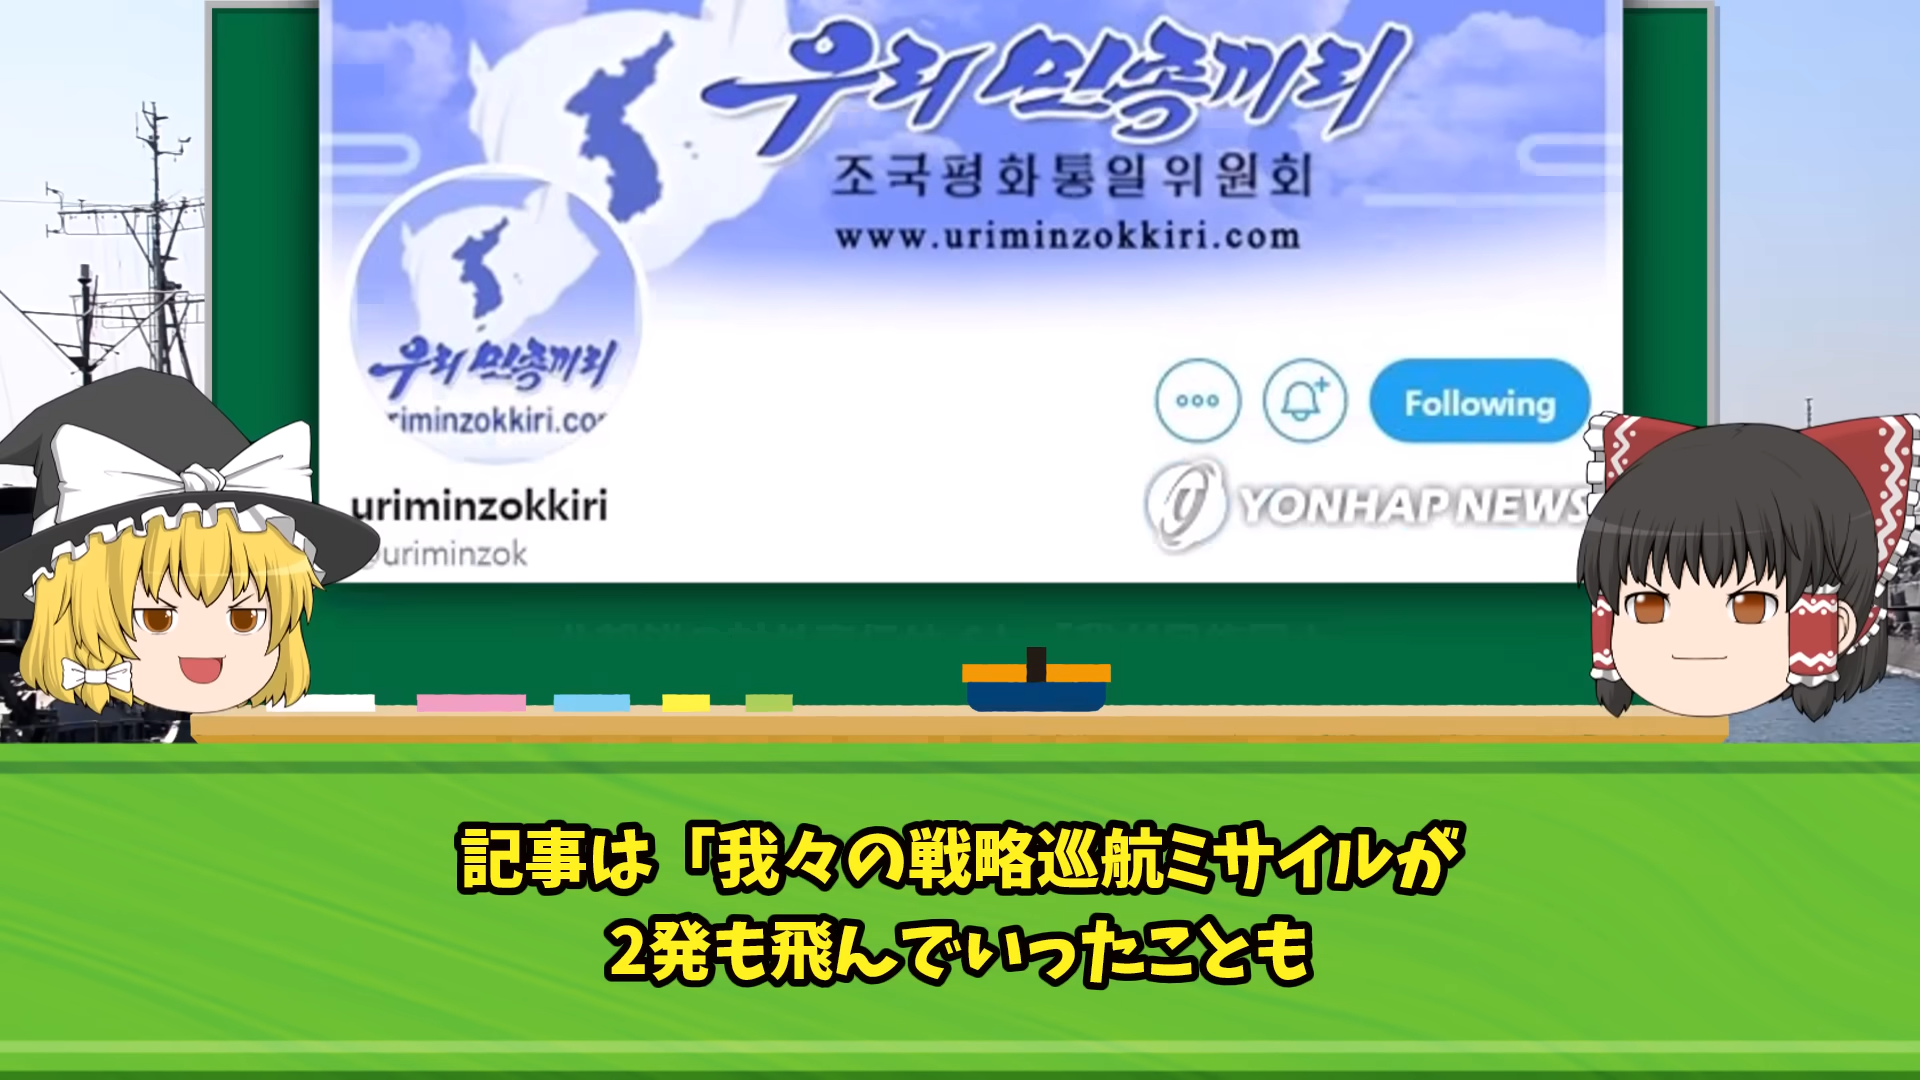 우리민족끼리
조국평화통일위원회
www.uriminzokkiri.com
우리민족끼리
riminzokkiri.co
Following
YONHAP NEWS
uriminzokkiri
@uriminzok
記事は「我々の戦略巡航ミサイルが
2発も飛んでいったことも